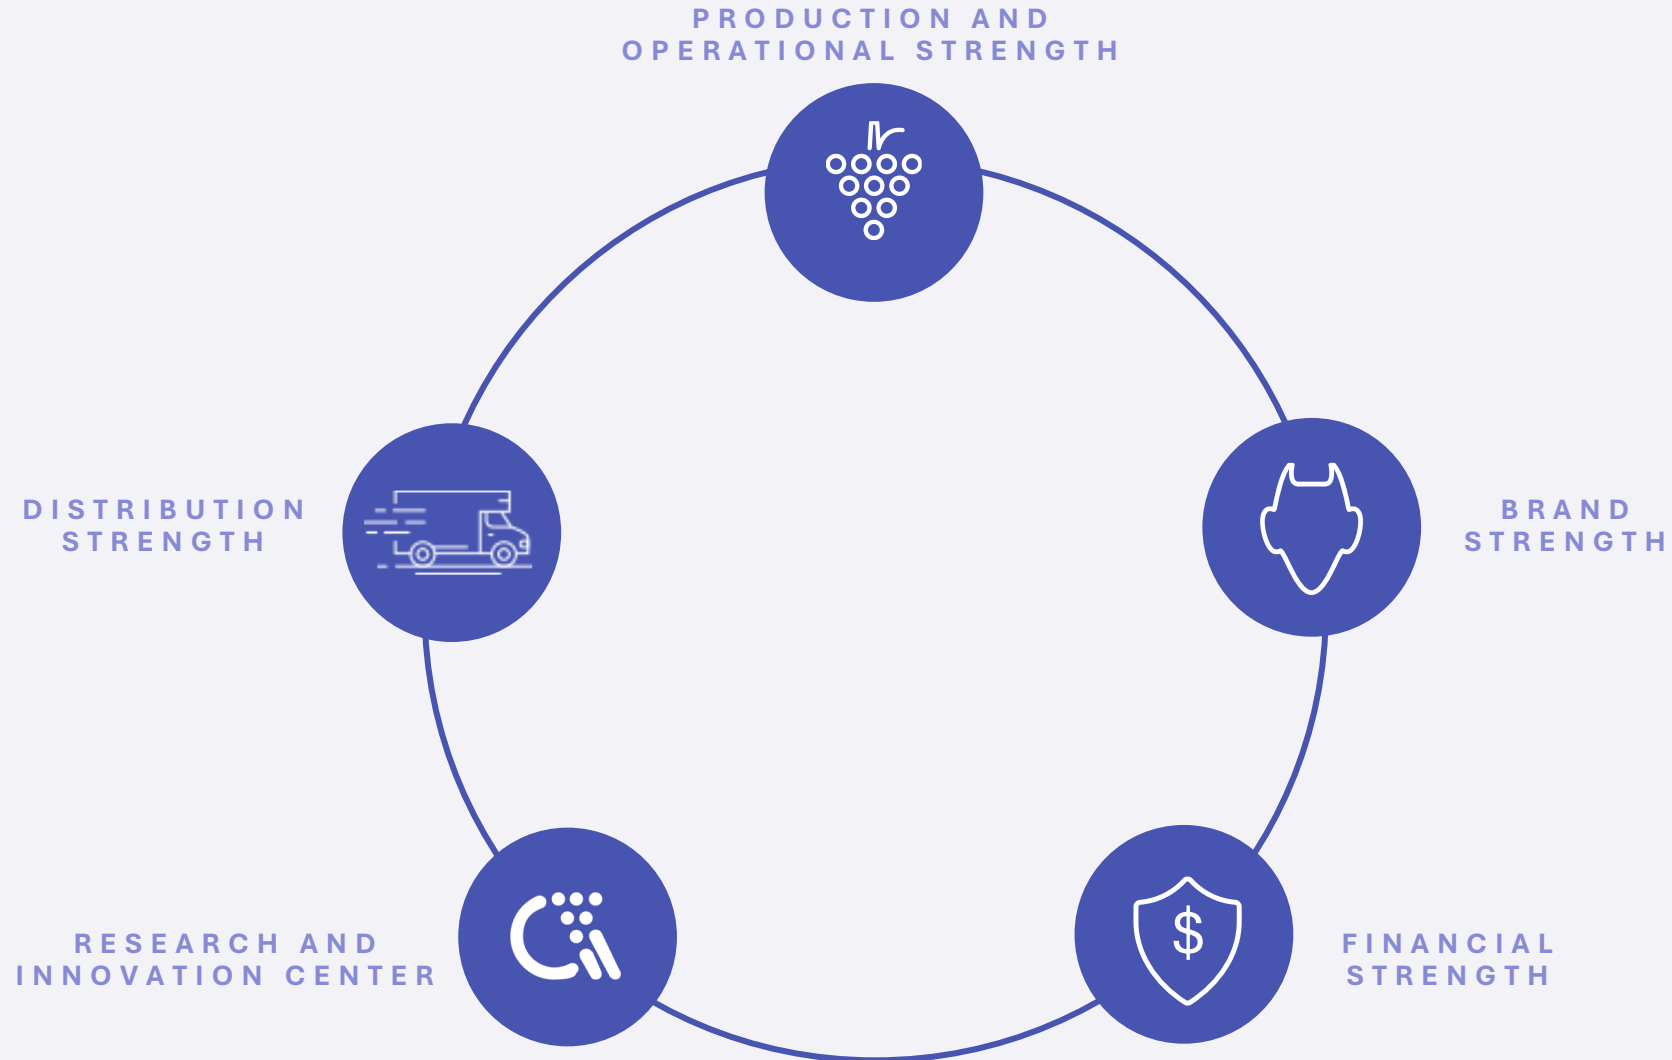 PRODUCTION AND
OPERATIONAL STRENGTH
DISTRIBUTION
STRENGTH
BRAND
STRENGTH
RESEARCH AND
INNOVATION CENTER
$
FINANCIAL
STRENGTH